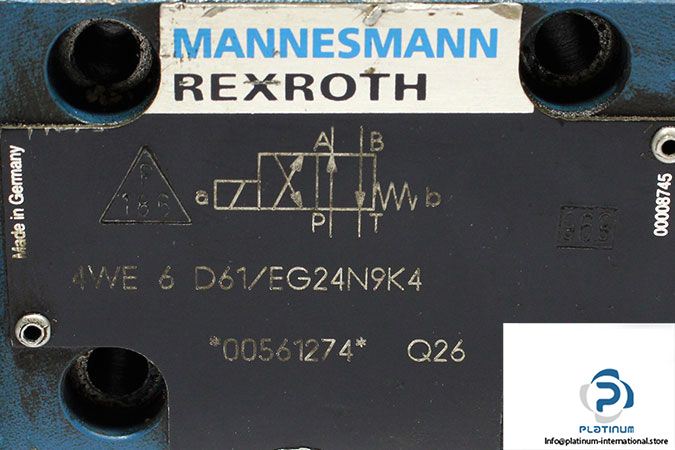 MANNESMANN
REXROTH
Made in Germany
A B
a b
P T
00008745
4WE 6 D61/EG24N9K4
*00561274* Q26
PLATINUM
Info@platinum-international.store